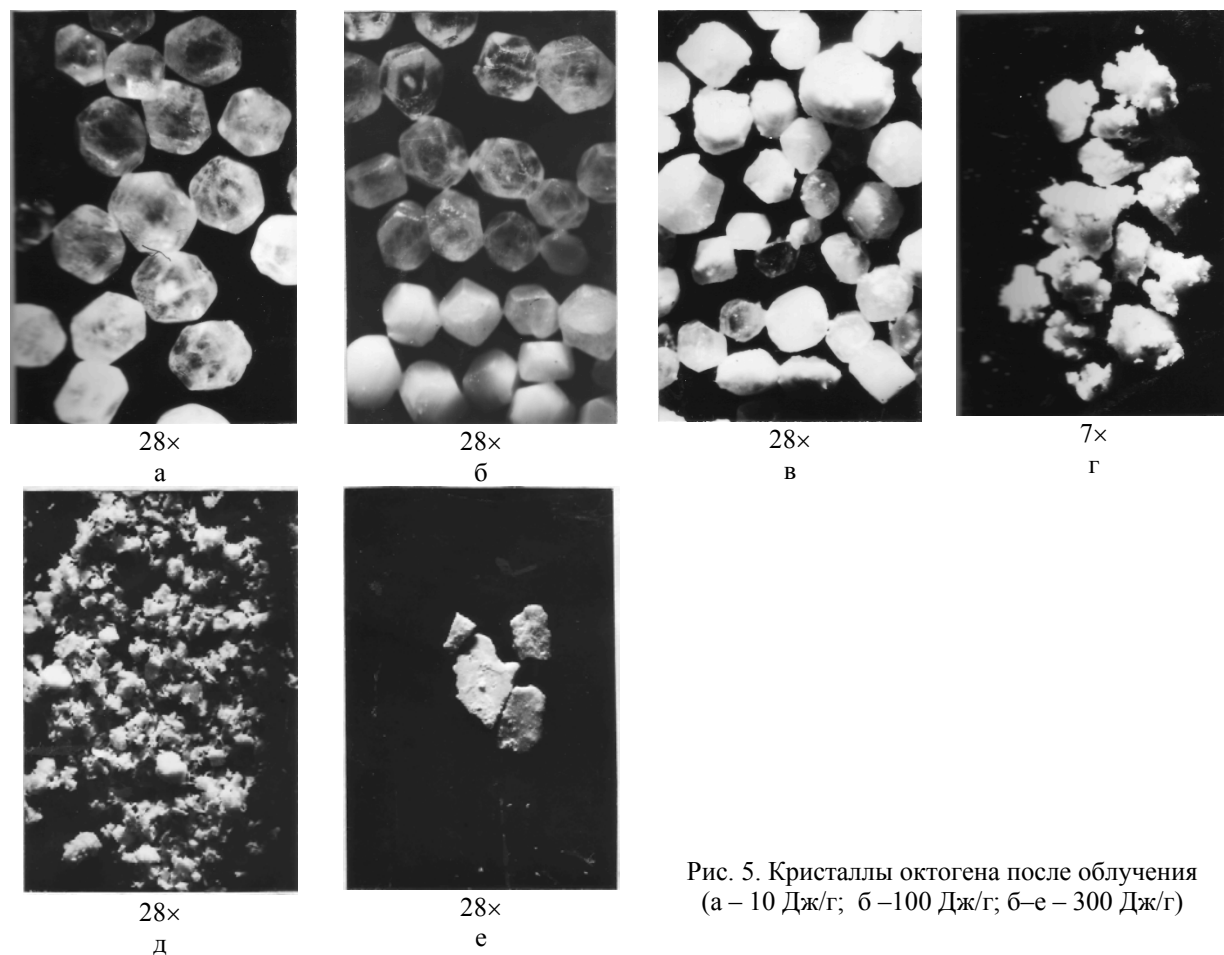 28×
а
28×
б
28×
в
7×
г
28×
д
28×
е
Рис. 5. Кристаллы октогена после облучения
(а – 10 Дж/г; б –100 Дж/г; б–е – 300 Дж/г)